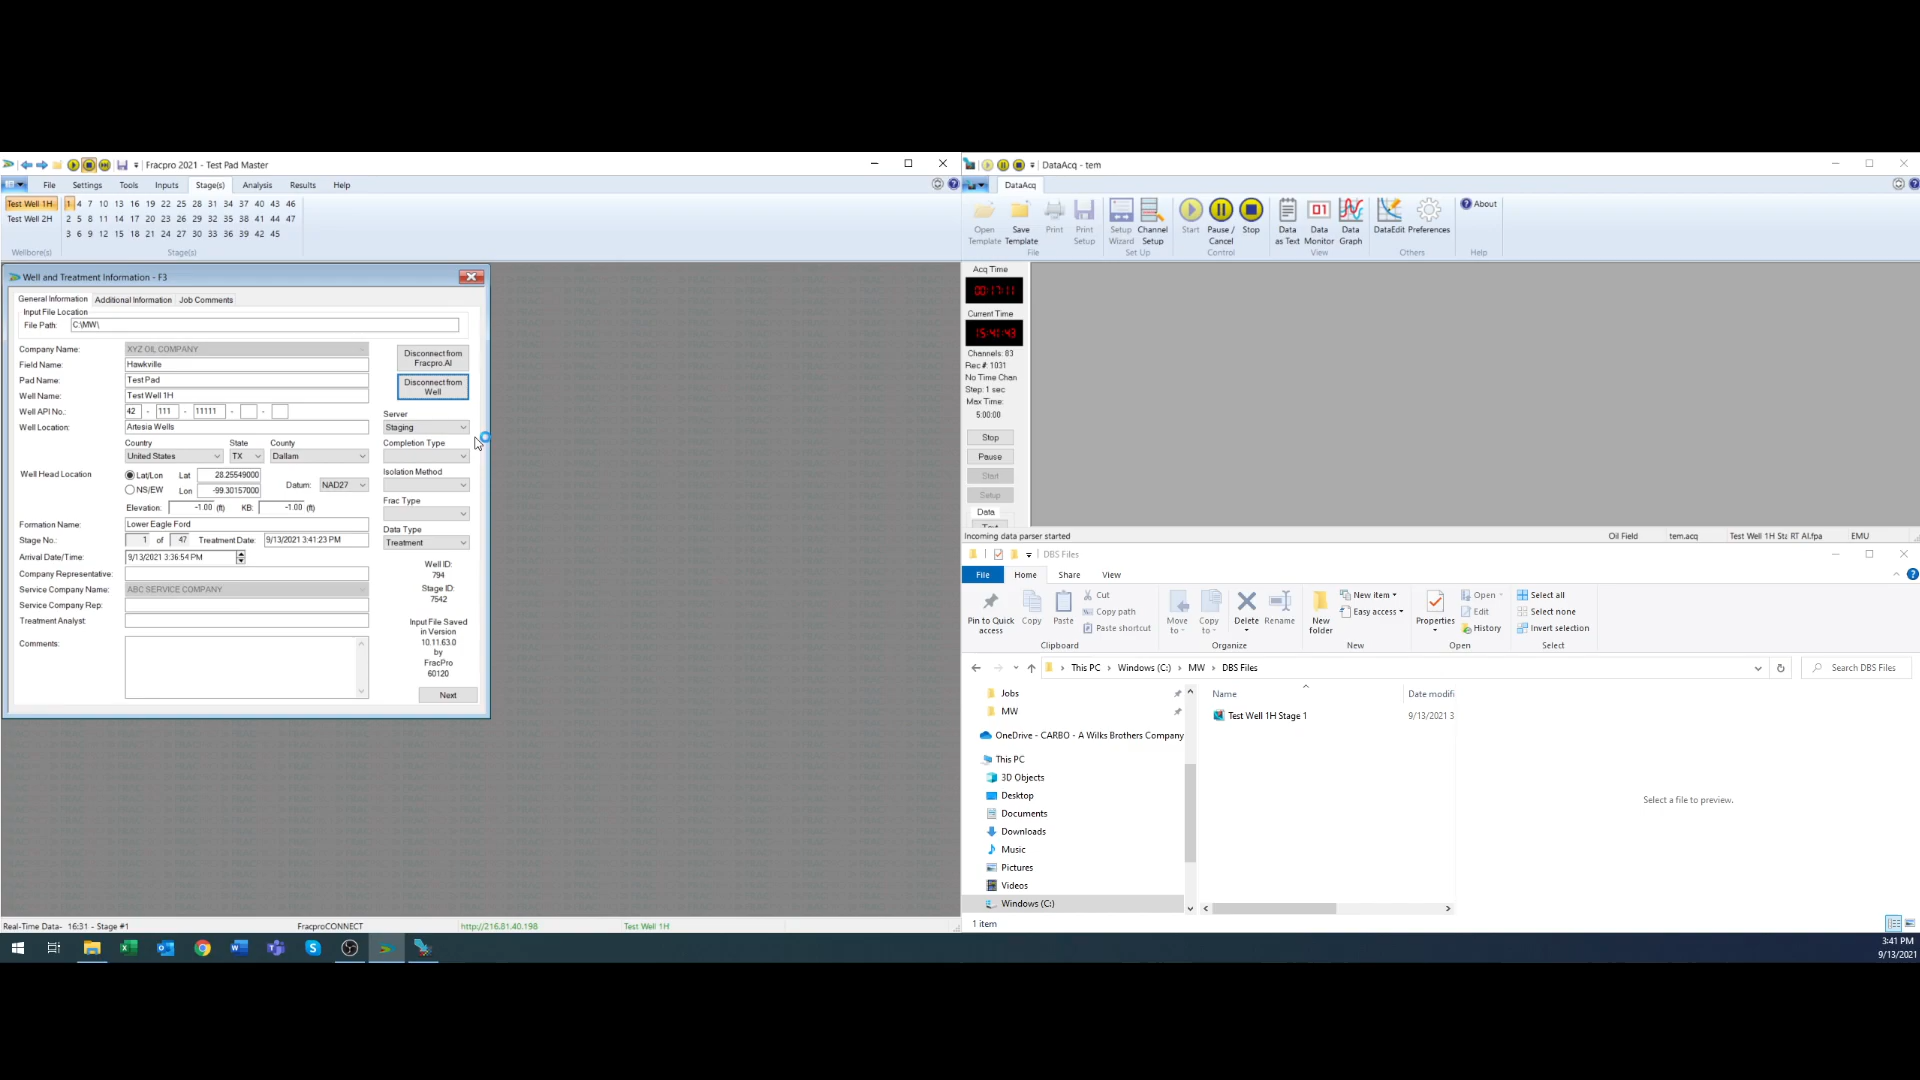 Fracpro 2021 - Test Pad Master
File Settings Tools Inputs Stage(s) Analysis Results Help
Test Well 1H 1 4 7 10 13 16 19 22 25 28 31 34 37 40 43 46
Test Well 2H 2 5 8 11 14 17 20 23 26 29 32 35 38 41 44 47
3 6 9 12 15 18 21 24 27 30 33 36 39 42 45
Wellbore(s) Stage(s)
Well and Treatment Information - F3
General Information Additional Information Job Comments
Input File Location
File Path: C:\MW\
Company Name: XYZ OIL COMPANY
Field Name: Hawkville
Pad Name: Test Pad
Well Name: Test Well 1H
Well API No.: 42 - 111 - 11111 - -
Well Location: Artesia Wells
Country State County
United States TX Dallam
Well Head Location Lat/Lon Lat 28.25549000
NS/EW Lon -99.30157000 Datum: NAD27
Elevation: -1.00 (ft) KB: -1.00 (ft)
Formation Name: Lower Eagle Ford
Stage No.: 1 of 47 Treatment Date: 9/13/2021 3:41:23 PM
Arrival Date/Time: 9/13/2021 3:36:54 PM
Company Representative:
Service Company Name: ABC SERVICE COMPANY
Service Company Rep:
Treatment Analyst:
Comments:
Disconnect from
Fracpro.AI
Disconnect from
Well
Server
Staging
Completion Type
Isolation Method
Frac Type
Data Type
Treatment
Well ID:
794
Stage ID:
7542
Input File Saved
in Version
10.11.63.0
by
FracPro
60120
Next
Real-Time Data- 16:31 - Stage #1 FracproCONNECT http://216.81.40.198 Test Well 1H
DataAcq - tem
DataAcq
Open
Template
Save
Template
Print
Print
Setup
File
Setup
Wizard
Channel
Setup
Set Up
Start
Pause /
Cancel
Stop
Control
Data
as Text
Data
Monitor
Data
Graph
View
DataEdit
Preferences
Others
About
Help
Acq Time
00:17:11
Current Time
15:41:43
Channels: 83
Rec #: 1031
No Time Chan
Step: 1 sec
Max Time:
5:00:00
Stop
Pause
Start
Setup
Data
Text
Incoming data parser started Oil Field tem.acq Test Well 1H Sta RT AI.fpa EMU
DBS Files
File Home Share View
Pin to Quick
access
Copy
Paste
Cut
Copy path
Paste shortcut
Clipboard
Move
to
Copy
to
Delete
Rename
Organize
New
folder
New item
Easy access
New
Properties
Open
Edit
History
Open
Select all
Select none
Invert selection
Select
This PC > Windows (C:) > MW > DBS Files
Search DBS Files
Jobs
MW
OneDrive - CARBO - A Wilks Brothers Company
This PC
3D Objects
Desktop
Documents
Downloads
Music
Pictures
Videos
Windows (C:)
Name Date modifi
Test Well 1H Stage 1 9/13/2021 3
Select a file to preview.
1 item
3:41 PM
9/13/2021